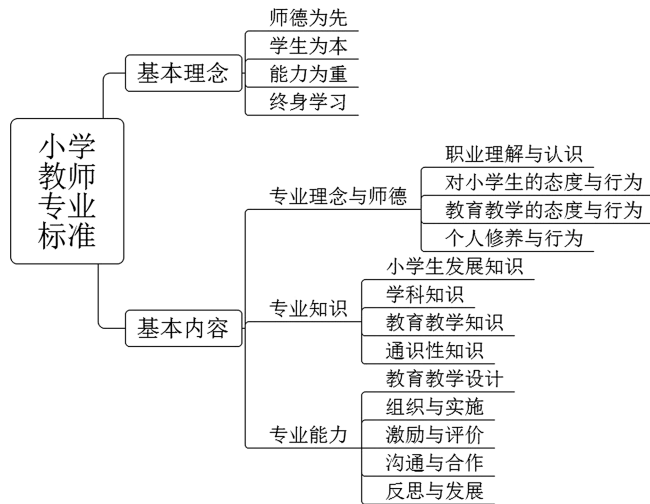 小学
教师
专业
标准
基本理念
师德为先
学生为本
能力为重
终身学习
基本内容
专业理念与师德
职业理解与认识
对小学生的态度与行为
教育教学的态度与行为
个人修养与行为
专业知识
小学生发展知识
学科知识
教育教学知识
通识性知识
专业能力
教育教学设计
组织与实施
激励与评价
沟通与合作
反思与发展